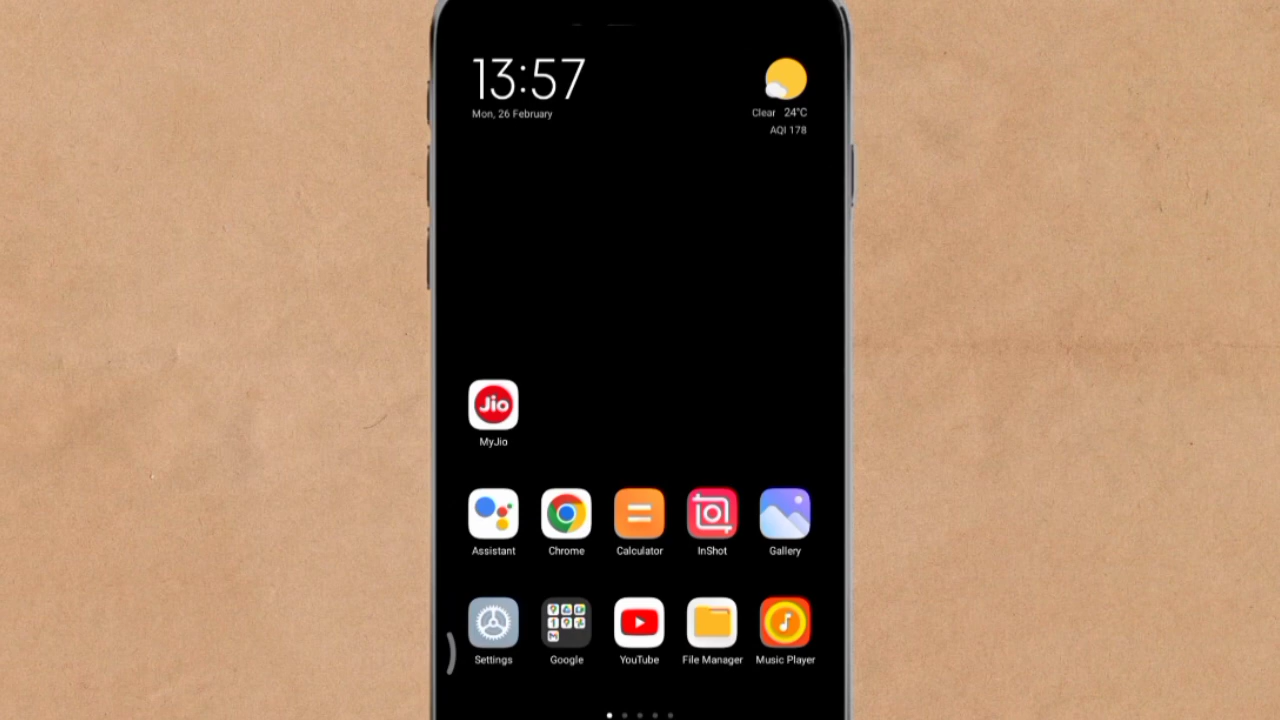 13:57
Mon, 26 February
Clear 24°C
AQI 178
Jio
MyJio
Assistant
Chrome
Calculator
InShot
Gallery
Settings
Google
YouTube
File Manager
Music Player